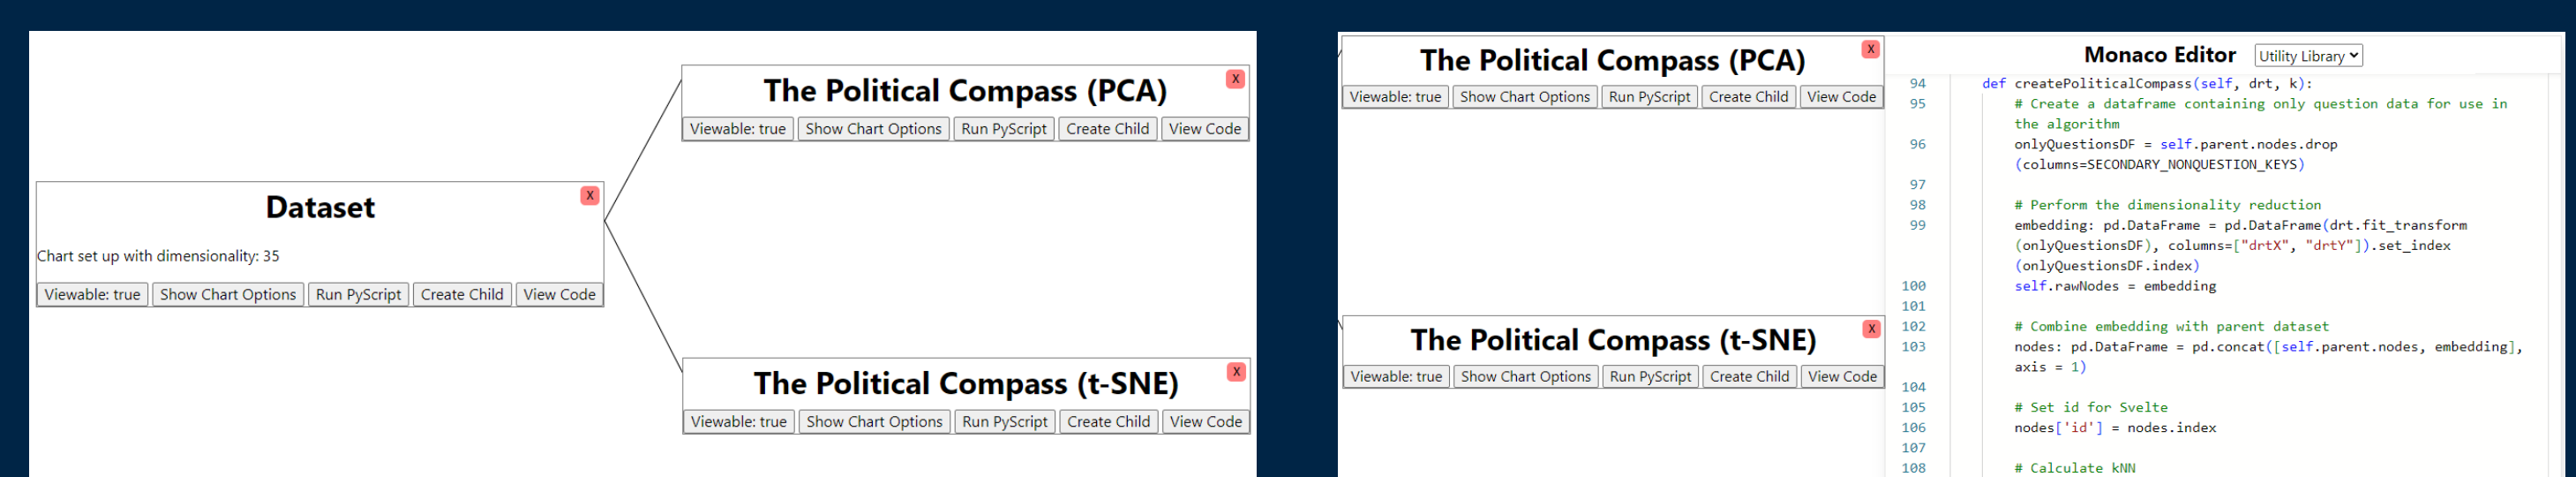 The Political Compass (PCA)
X
Viewable: true Show Chart Options Run PyScript Create Child View Code
Dataset
X
Chart set up with dimensionality: 35
Viewable: true Show Chart Options Run PyScript Create Child View Code
The Political Compass (t-SNE)
X
Viewable: true Show Chart Options Run PyScript Create Child View Code
The Political Compass (PCA)
X
Viewable: true Show Chart Options Run PyScript Create Child View Code
The Political Compass (t-SNE)
X
Viewable: true Show Chart Options Run PyScript Create Child View Code
Monaco Editor Utility Library
94 def createPoliticalCompass(self, drt, k):
95 # Create a dataframe containing only question data for use in
the algorithm
96 onlyQuestionsDF = self.parent.nodes.drop
(columns=SECONDARY_NONQUESTION_KEYS)
97
98 # Perform the dimensionality reduction
99 embedding: pd.DataFrame = pd.DataFrame(drt.fit_transform
(onlyQuestionsDF), columns=["drtX", "drtY"]).set_index
(onlyQuestionsDF.index)
100 self.rawNodes = embedding
101
102 # Combine embedding with parent dataset
103 nodes: pd.DataFrame = pd.concat([self.parent.nodes, embedding],
axis = 1)
104
105 # Set id for Svelte
106 nodes['id'] = nodes.index
107
108 # Calculate kNN